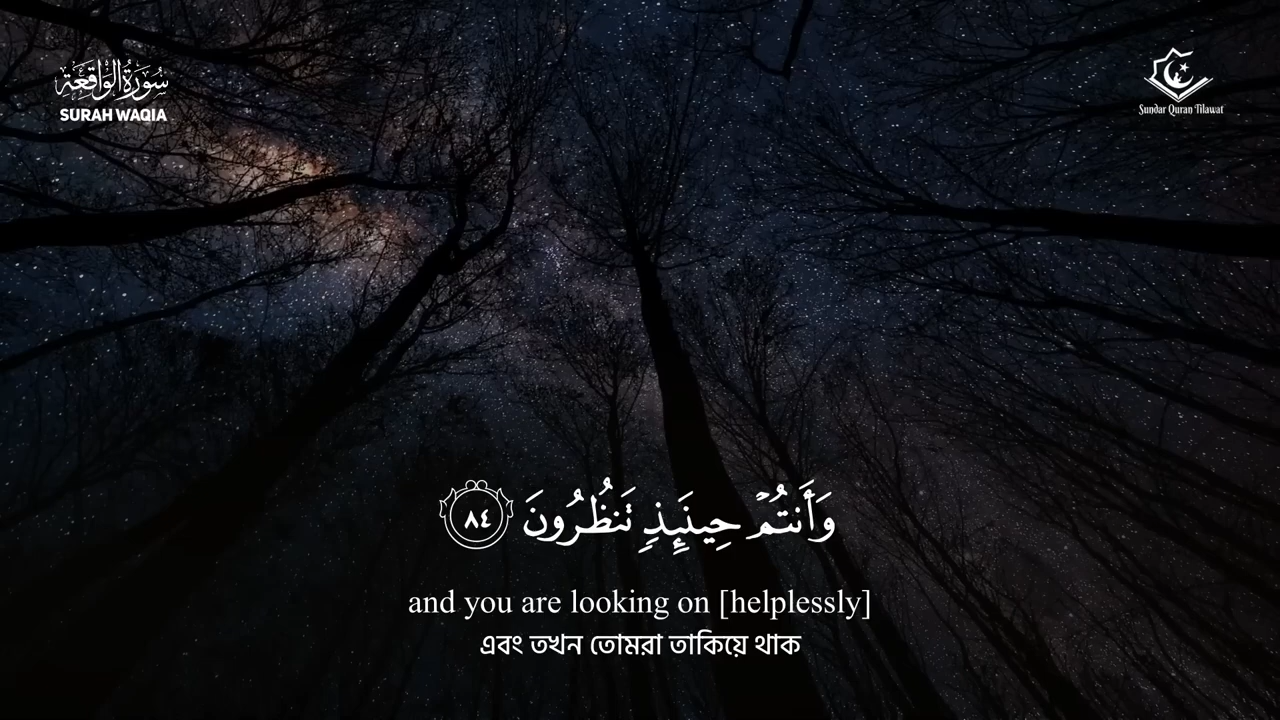 سُورَةُ الْوَاقِعَة
SURAH WAQIA
Sundar Quran Tilawat
وَأَنتُمْ حِينَئِذٍ تَنظُرُونَ ٨٤
and you are looking on [helplessly]
এবং তখন তোমরা তাকিয়ে থাক